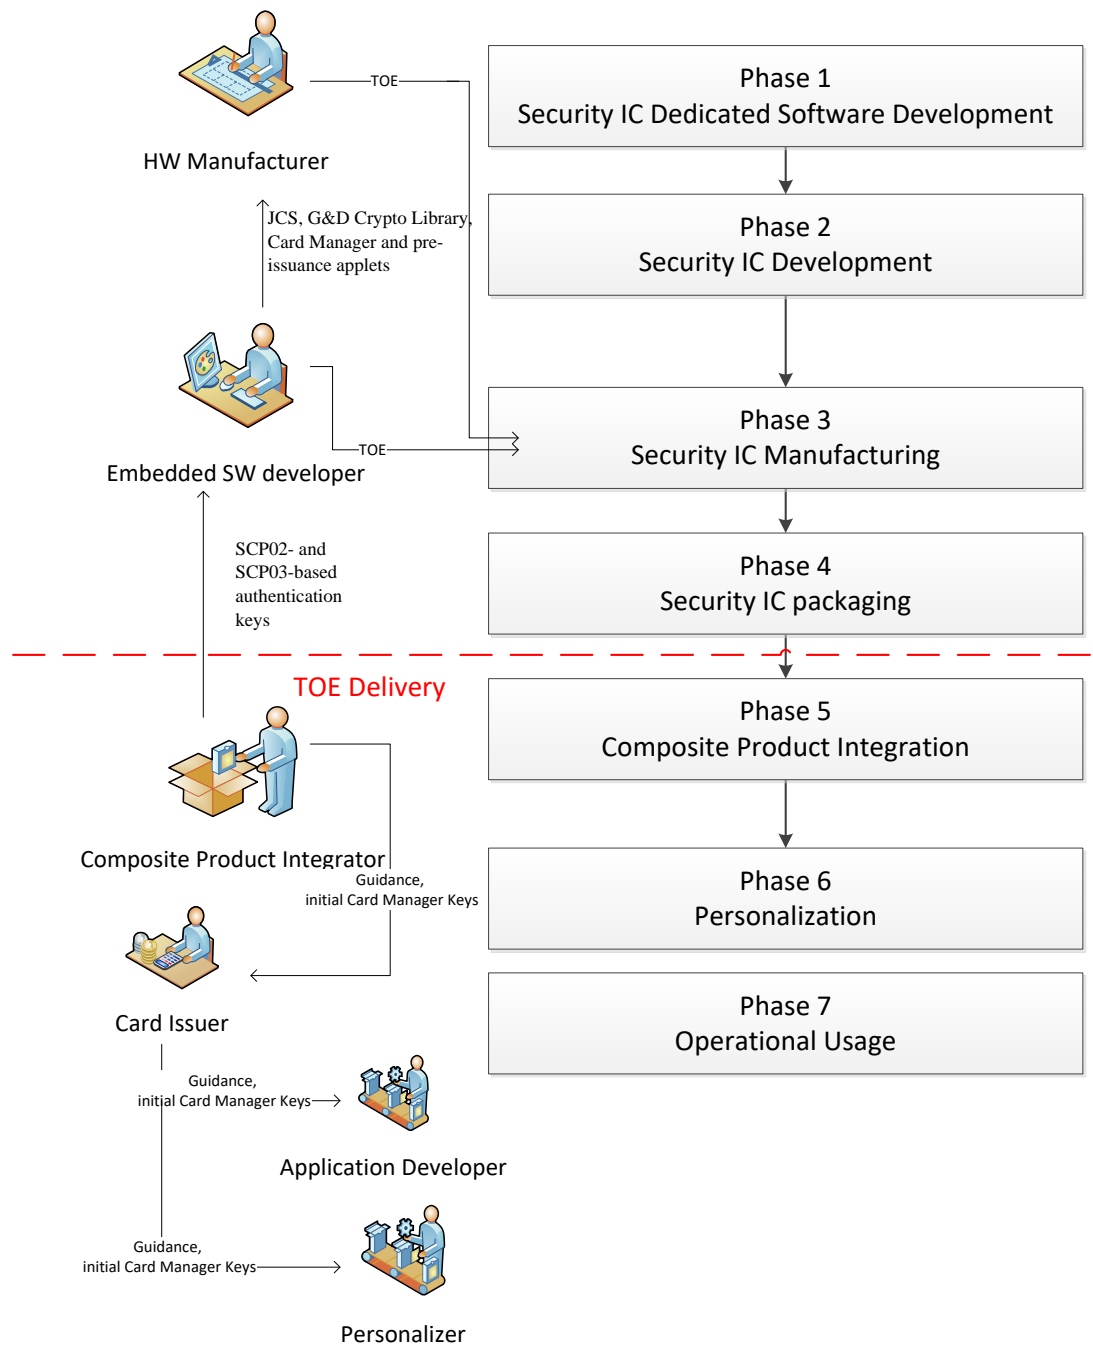 TOE
HW Manufacturer
Phase 1
Security IC Dedicated Software Development
JCS, G&D Crypto Library,
Card Manager and pre-
issuance applets
Phase 2
Security IC Development
Embedded SW developer
TOE
Phase 3
Security IC Manufacturing
SCP02- and
SCP03-based
authentication
keys
Phase 4
Security IC packaging
TOE Delivery
Phase 5
Composite Product Integration
Composite Product Integrator
Guidance,
initial Card Manager Keys
Phase 6
Personalization
Card Issuer
Phase 7
Operational Usage
Guidance,
initial Card Manager Keys
Application Developer
Guidance,
initial Card Manager Keys
Personalizer